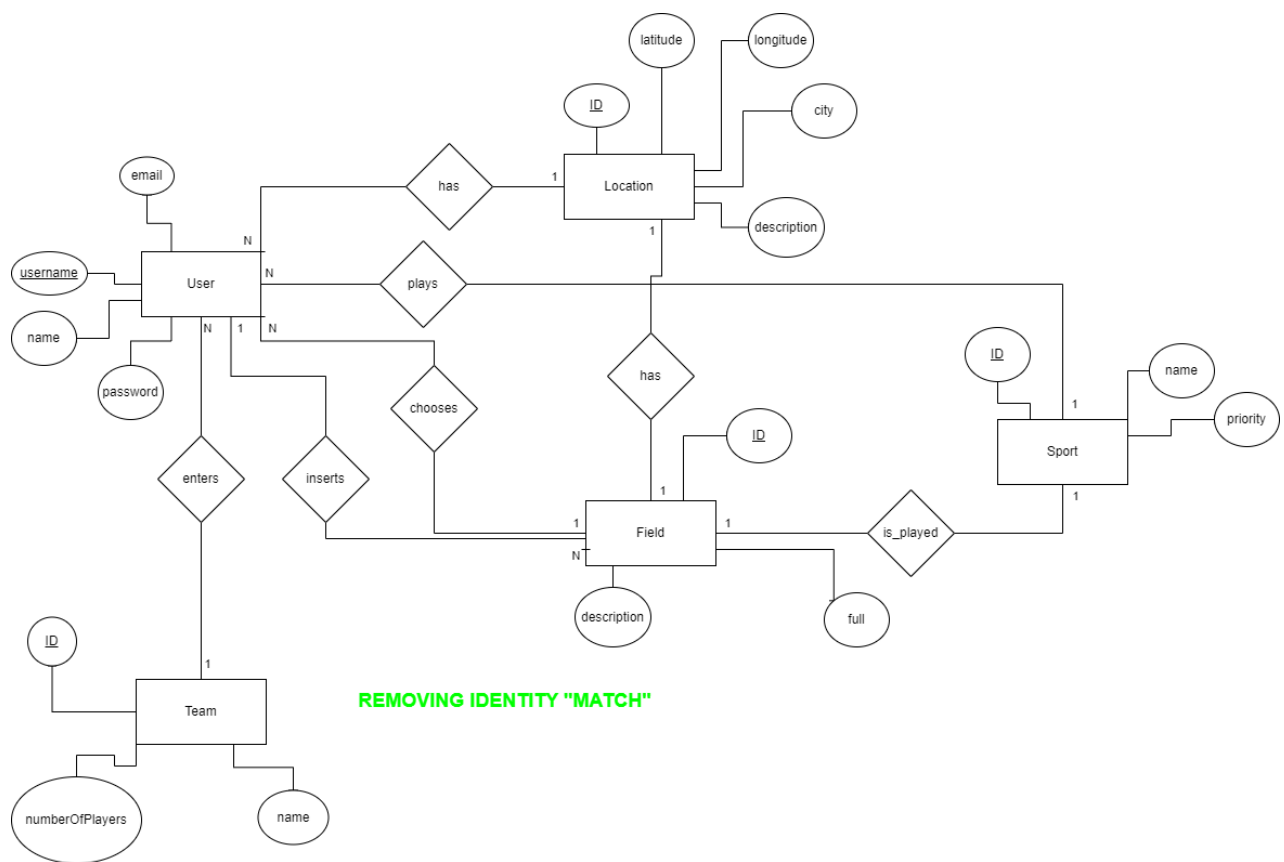 latitude
longitude
ID
city
has
1
Location
email
description
N
1
username
User
N
plays
name
N
1
N
password
has
ID
name
chooses
1
priority
ID
Sport
enters
inserts
1
1
1
Field
1
is_played
N
description
full
ID
1
Team
REMOVING IDENTITY "MATCH"
numberOfPlayers
name